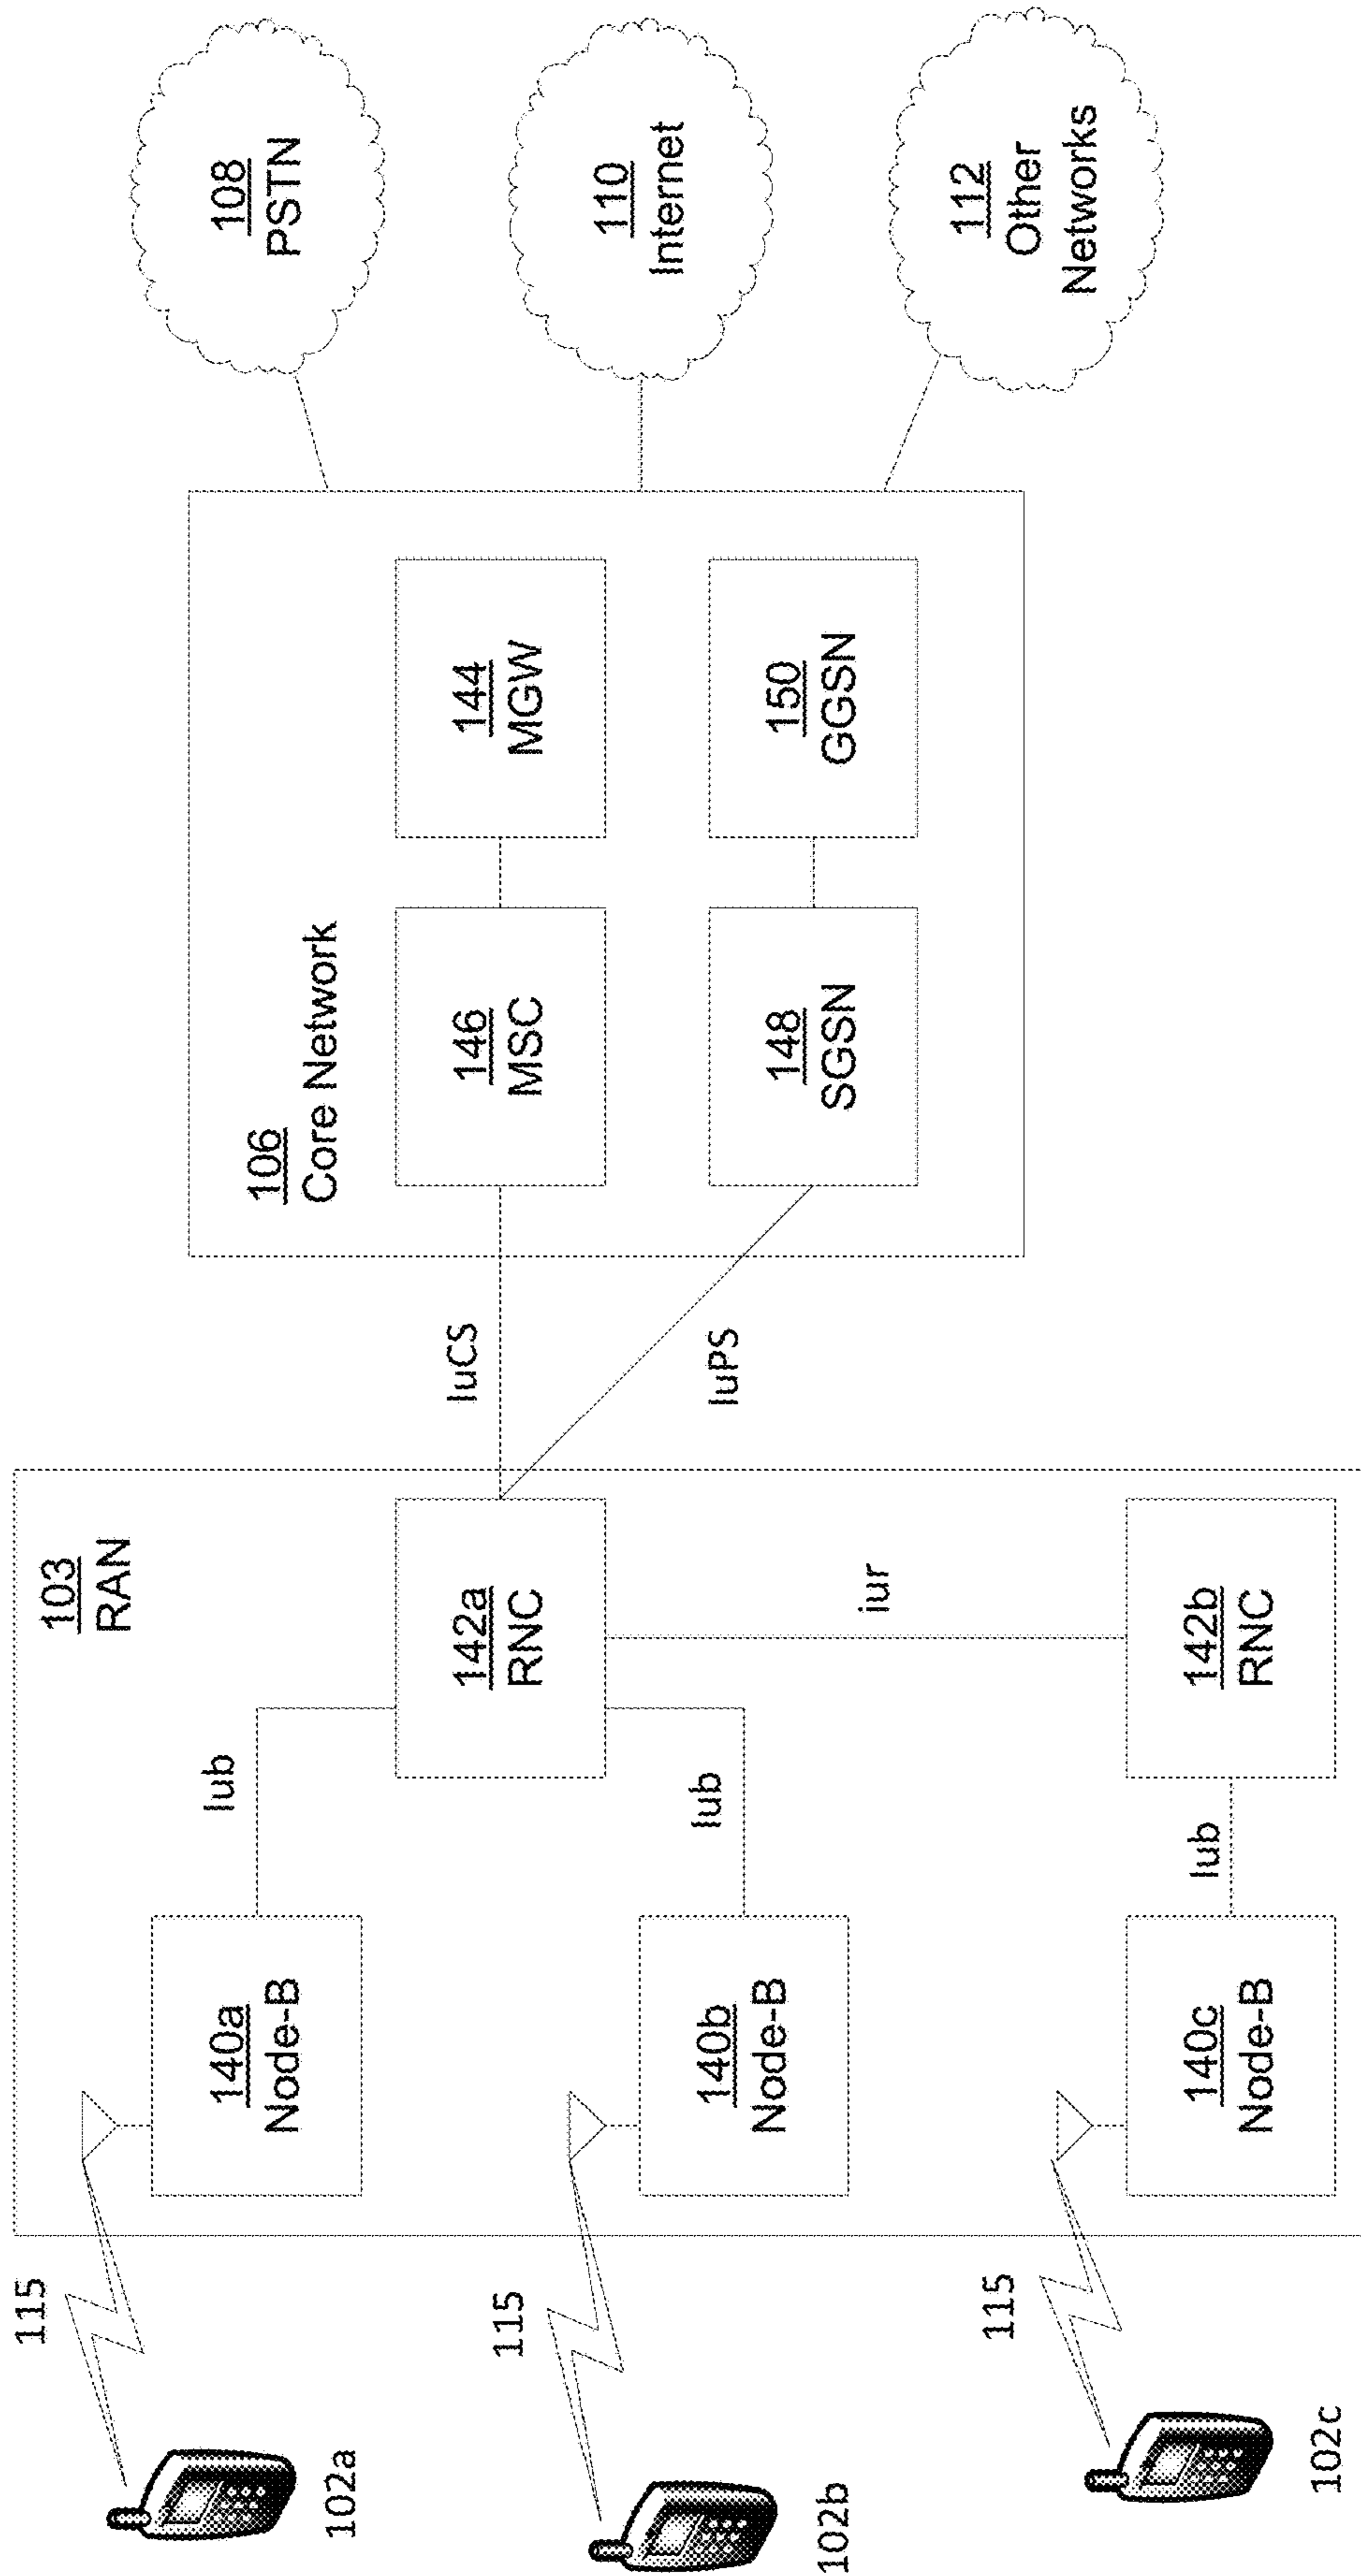 115
102a
115
102b
115
102c
103
RAN
140a
Node-B
140b
Node-B
140c
Node-B
Iub
Iub
Iub
142a
RNC
iur
142b
RNC
IuCS
IuPS
106
Core Network
146
MSC
144
MGW
148
SGSN
150
GGSN
108
PSTN
110
Internet
112
Other
Networks